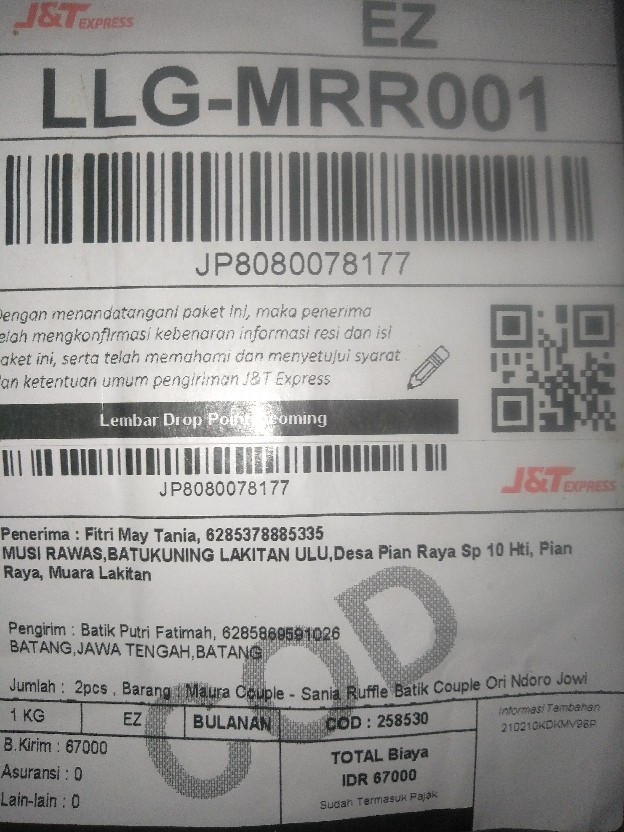 J&T EXPRESS
EZ
LLG-MRR001
JP8080078177
Dengan menandatangani paket ini, maka penerima
telah mengkonfirmasi kebenaran informasi resi dan isi
paket ini, serta telah memahami dan menyetujui syarat
dan ketentuan umum pengiriman J&T Express
Lembar Drop Point Incoming
JP8080078177
J&T EXPRESS
Penerima : Fitri May Tania, 6285378885335
MUSI RAWAS,BATUKUNING LAKITAN ULU,Desa Pian Raya Sp 10 Hti, Pian
Raya, Muara Lakitan
COD
Pengirim : Batik Putri Fatimah, 6285869591026
BATANG,JAWA TENGAH,BATANG
Jumlah : 2pcs , Barang : Maura Couple - Sania Ruffle Batik Couple Ori Ndoro Jowi
1 KG EZ BULANAN COD : 258530
Informasi Tambahan
210210KDKMV96P
B.Kirim : 67000
Asuransi : 0
Lain-lain : 0
TOTAL Biaya
IDR 67000
Sudah Termasuk Pajak